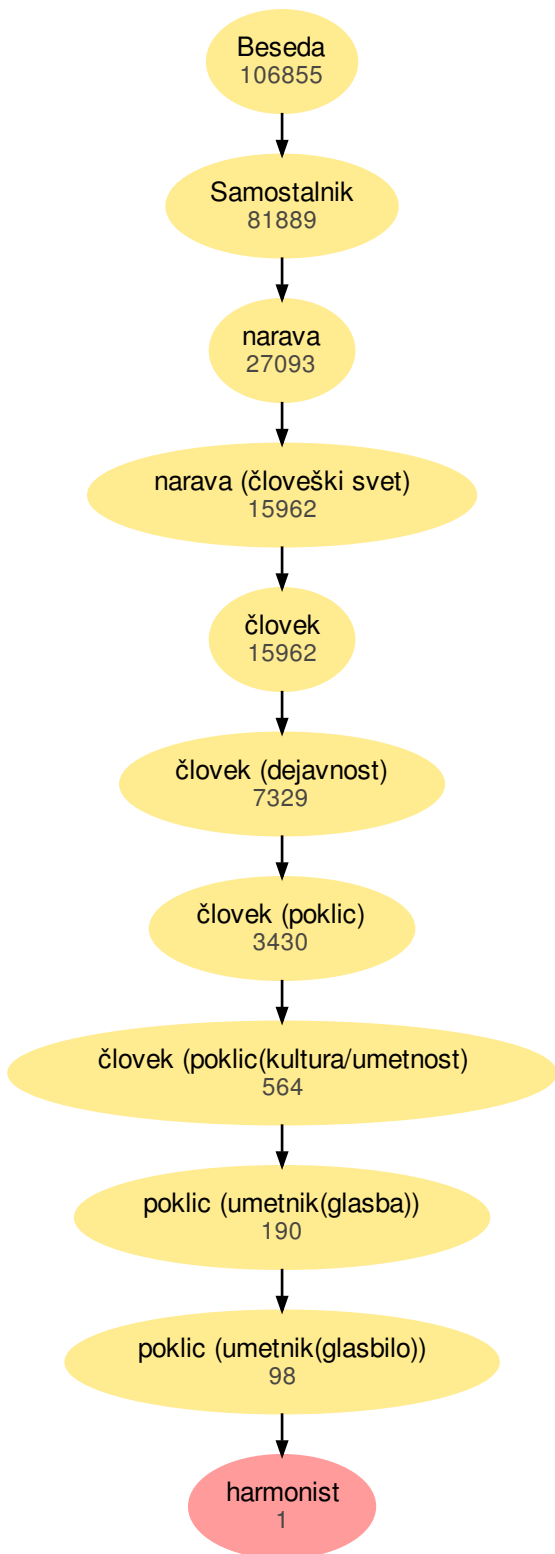 Beseda
106855
Samostalnik
81889
narava
27093
narava (človeški svet)
15962
človek
15962
človek (dejavnost)
7329
človek (poklic)
3430
človek (poklic(kultura/umetnost)
564
poklic (umetnik(glasba))
190
poklic (umetnik(glasbilo))
98
harmonist
1